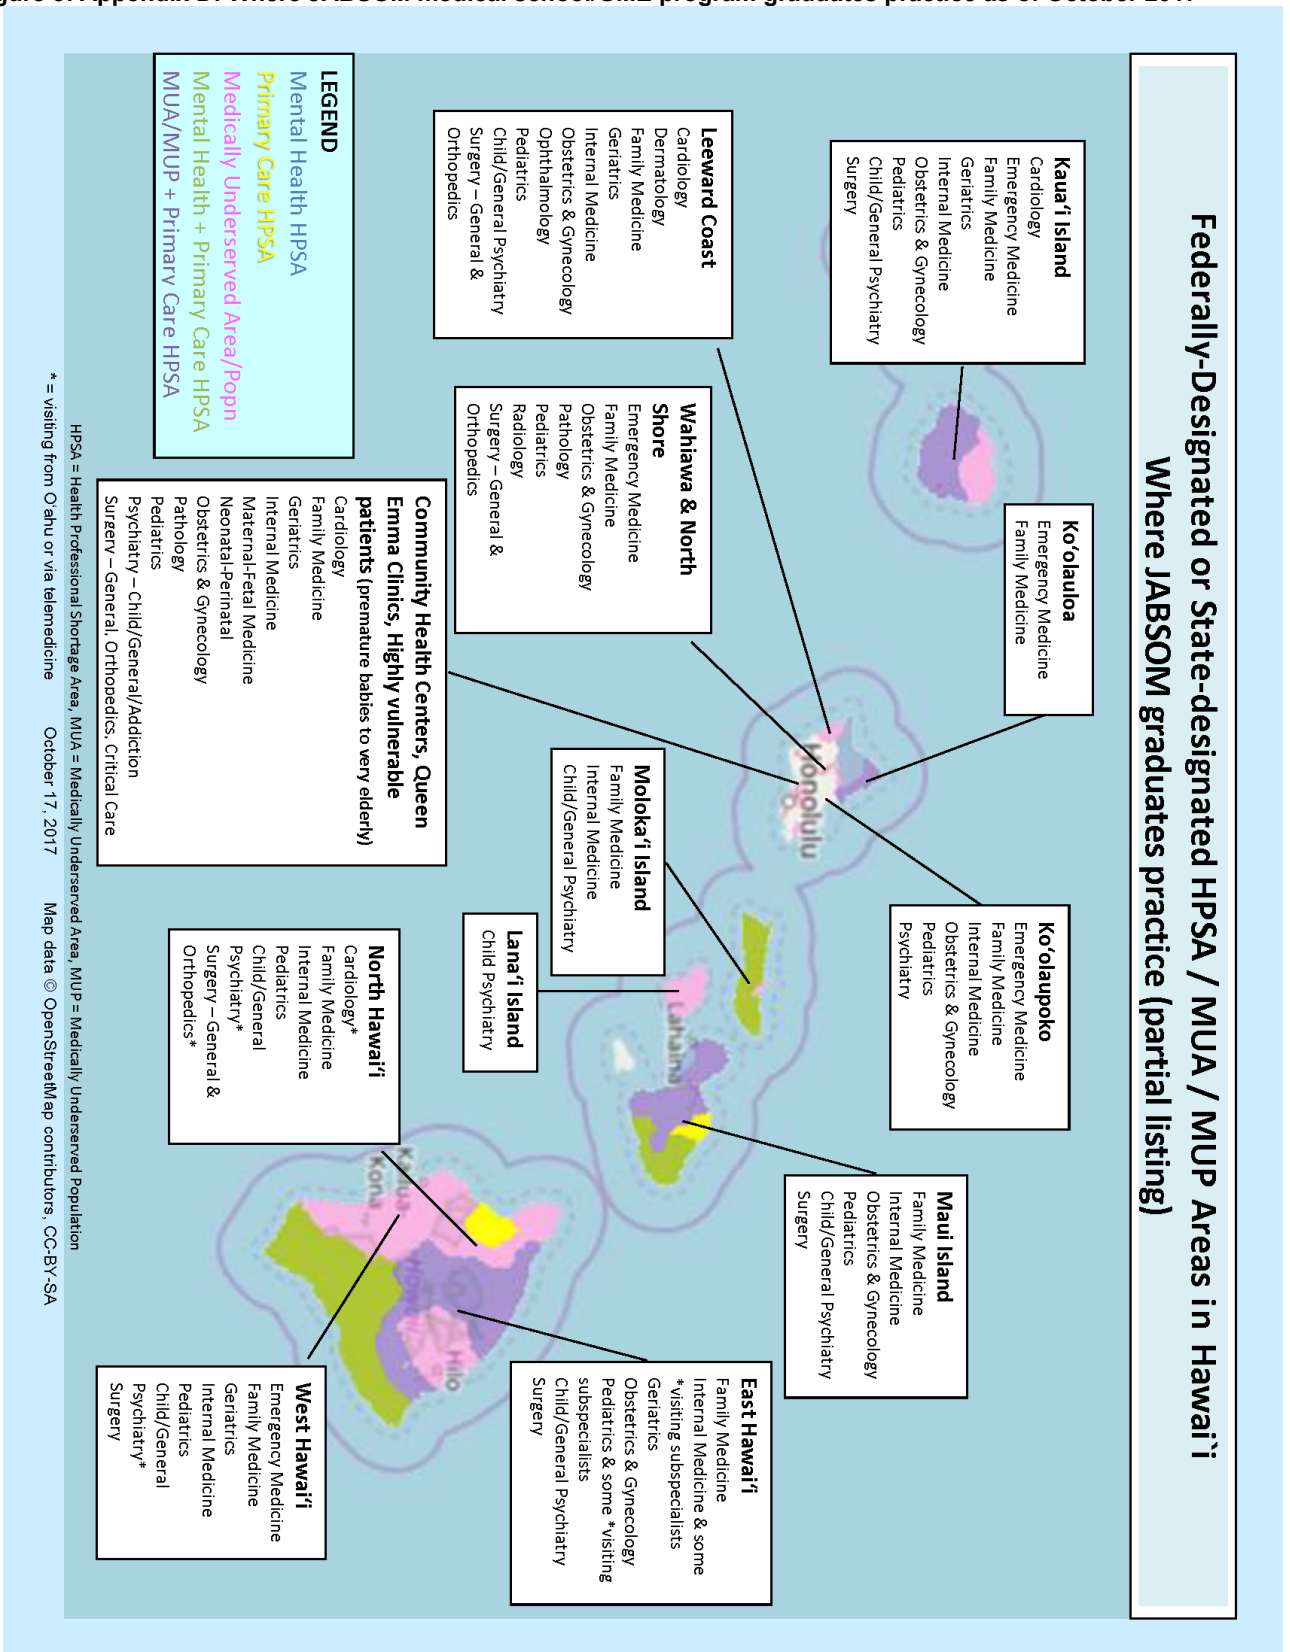 Federally-Designated or State-designated HPSA / MUA / MUP Areas in Hawai`i
Where JABSOM graduates practice (partial listing)
Kaua‘i Island
Cardiology
Emergency Medicine
Family Medicine
Geriatrics
Internal Medicine
Obstetrics & Gynecology
Pediatrics
Child/General Psychiatry
Surgery
Ko‘olauloa
Emergency Medicine
Family Medicine
Ko‘olaupoko
Emergency Medicine
Family Medicine
Internal Medicine
Obstetrics & Gynecology
Pediatrics
Psychiatry
Maui Island
Family Medicine
Internal Medicine
Obstetrics & Gynecology
Pediatrics
Child/General Psychiatry
Surgery
Leeward Coast
Cardiology
Dermatology
Family Medicine
Geriatrics
Internal Medicine
Obstetrics & Gynecology
Ophthalmology
Pediatrics
Child/General Psychiatry
Surgery – General &
Orthopedics
Wahiawa & North
Shore
Emergency Medicine
Family Medicine
Obstetrics & Gynecology
Pathology
Pediatrics
Radiology
Surgery – General &
Orthopedics
Honolulu
Moloka‘i Island
Family Medicine
Internal Medicine
Child/General Psychiatry
Lahaina
Lana‘i Island
Child Psychiatry
East Hawai‘i
Family Medicine
Internal Medicine & some
*visiting subspecialists
Geriatrics
Obstetrics & Gynecology
Pediatrics & some *visiting
subspecialists
Child/General Psychiatry
Surgery
Community Health Centers, Queen
Emma Clinics, Highly vulnerable
patients (premature babies to very elderly)
Cardiology
Family Medicine
Geriatrics
Internal Medicine
Maternal-Fetal Medicine
Neonatal-Perinatal
Obstetrics & Gynecology
Pathology
Pediatrics
Psychiatry – Child/General/Addiction
Surgery – General, Orthopedics, Critical Care
North Hawai‘i
Cardiology*
Family Medicine
Internal Medicine
Pediatrics
Child/General
Psychiatry*
Surgery – General &
Orthopedics*
Kailua
Kona
Hilo
West Hawai‘i
Emergency Medicine
Family Medicine
Geriatrics
Internal Medicine
Pediatrics
Child/General
Psychiatry*
Surgery
LEGEND
Mental Health HPSA
Primary Care HPSA
Medically Underserved Area/Popn
Mental Health + Primary Care HPSA
MUA/MUP + Primary Care HPSA
HPSA = Health Professional Shortage Area, MUA = Medically Underserved Area, MUP = Medically Underserved Population
* = visiting from O‘ahu or via telemedicine October 17, 2017 Map data © OpenStreetMap contributors, CC-BY-SA